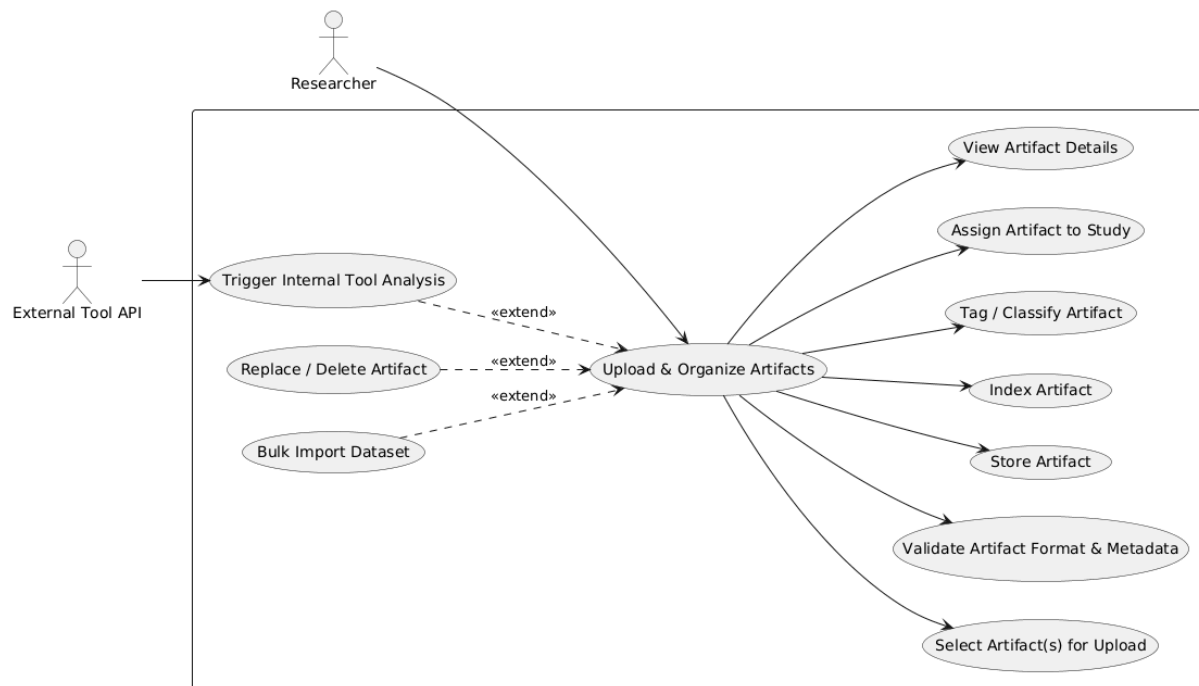 Researcher
View Artifact Details
Assign Artifact to Study
External Tool API
Trigger Internal Tool Analysis
«extend»
Tag / Classify Artifact
Replace / Delete Artifact
«extend»
Upload & Organize Artifacts
Index Artifact
«extend»
Bulk Import Dataset
Store Artifact
Validate Artifact Format & Metadata
Select Artifact(s) for Upload